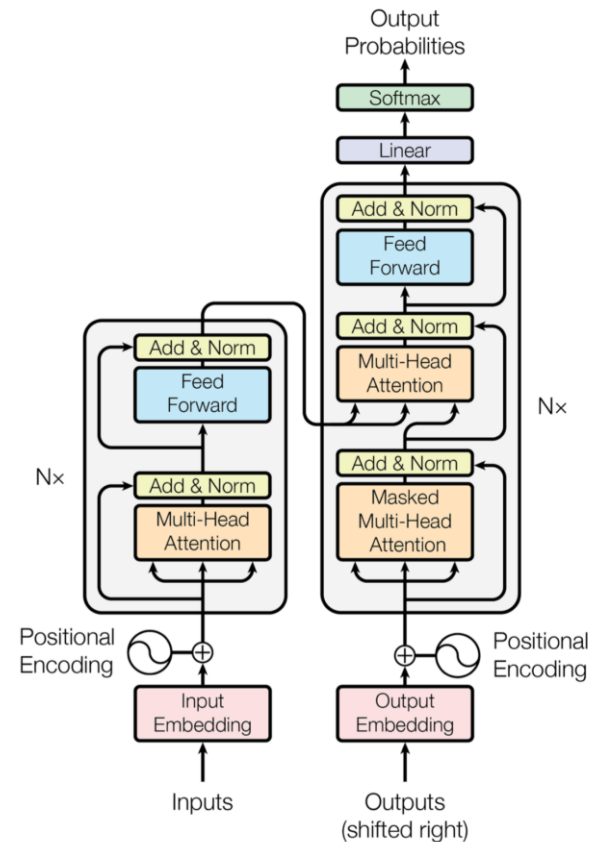 Output
Probabilities
Softmax
Linear
Add & Norm
Feed
Forward
Add & Norm
Multi-Head
Attention
Add & Norm
Masked
Multi-Head
Attention
N×
Add & Norm
Feed
Forward
Add & Norm
Multi-Head
Attention
N×
Positional
Encoding
Positional
Encoding
Input
Embedding
Output
Embedding
Inputs
Outputs
(shifted right)